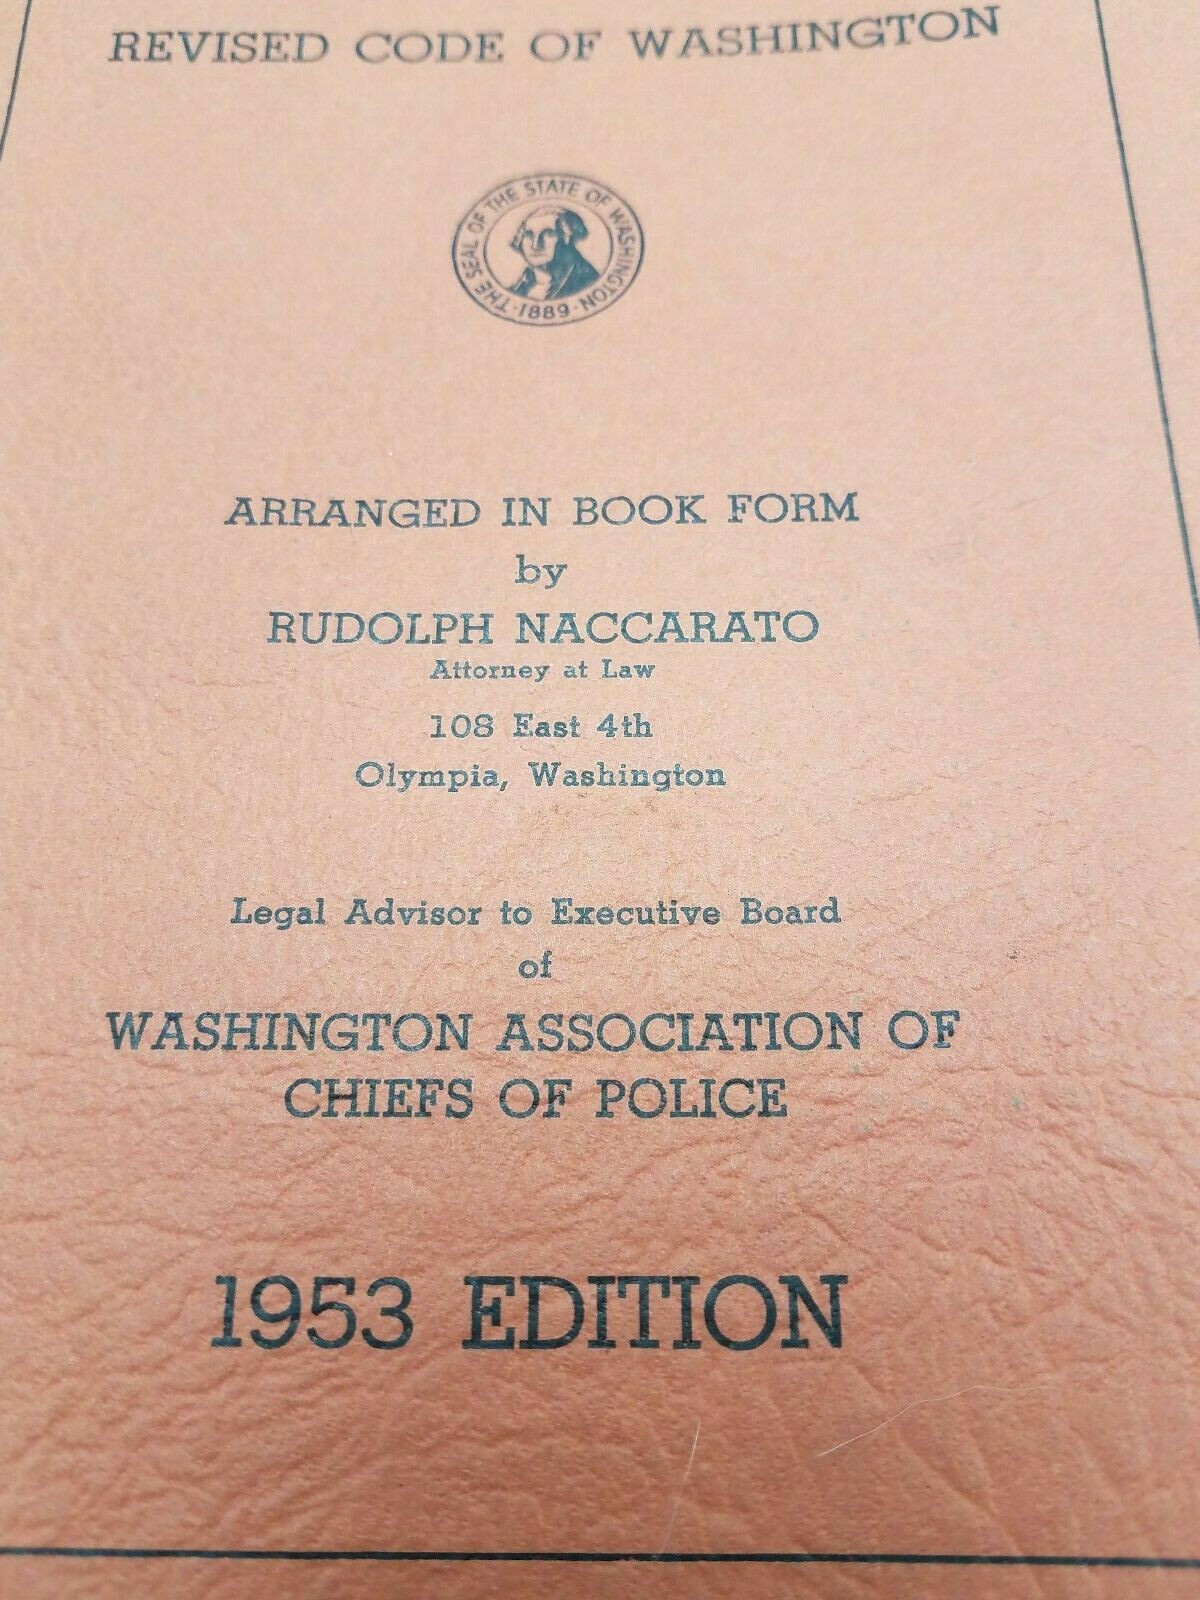 REVISED CODE OF WASHINGTON
THE SEAL OF THE STATE OF WASHINGTON
· 1889 ·
ARRANGED IN BOOK FORM
by
RUDOLPH NACCARATO
Attorney at Law
108 East 4th
Olympia, Washington
Legal Advisor to Executive Board
of
WASHINGTON ASSOCIATION OF
CHIEFS OF POLICE
1953 EDITION